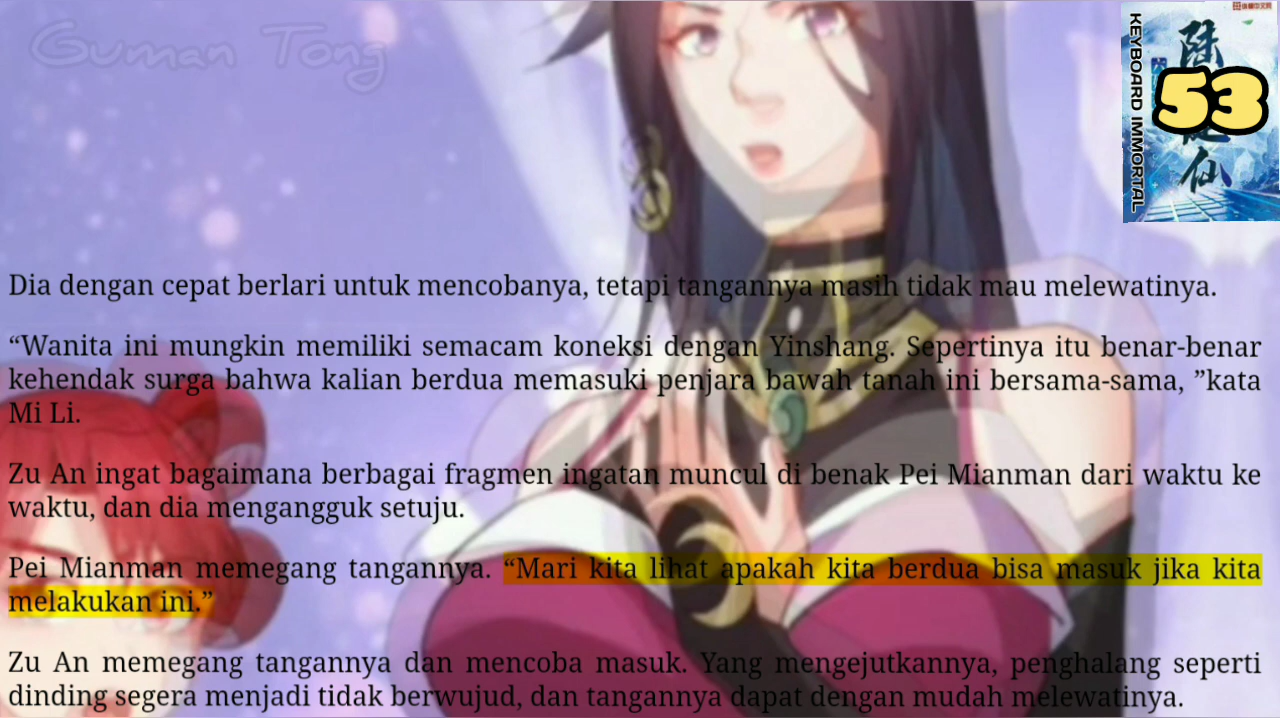 Guman Tong
KEYBOARD IMMORTAL
53
仙
Dia dengan cepat berlari untuk mencobanya, tetapi tangannya masih tidak mau melewatinya.
“Wanita ini mungkin memiliki semacam koneksi dengan Yinshang. Sepertinya itu benar-benar
kehendak surga bahwa kalian berdua memasuki penjara bawah tanah ini bersama-sama, ”kata
Mi Li.
Zu An ingat bagaimana berbagai fragmen ingatan muncul di benak Pei Mianman dari waktu ke
waktu, dan dia mengangguk setuju.
Pei Mianman memegang tangannya. “Mari kita lihat apakah kita berdua bisa masuk jika kita
melakukan ini.”
Zu An memegang tangannya dan mencoba masuk. Yang mengejutkannya, penghalang seperti
dinding segera menjadi tidak berwujud, dan tangannya dapat dengan mudah melewatinya.